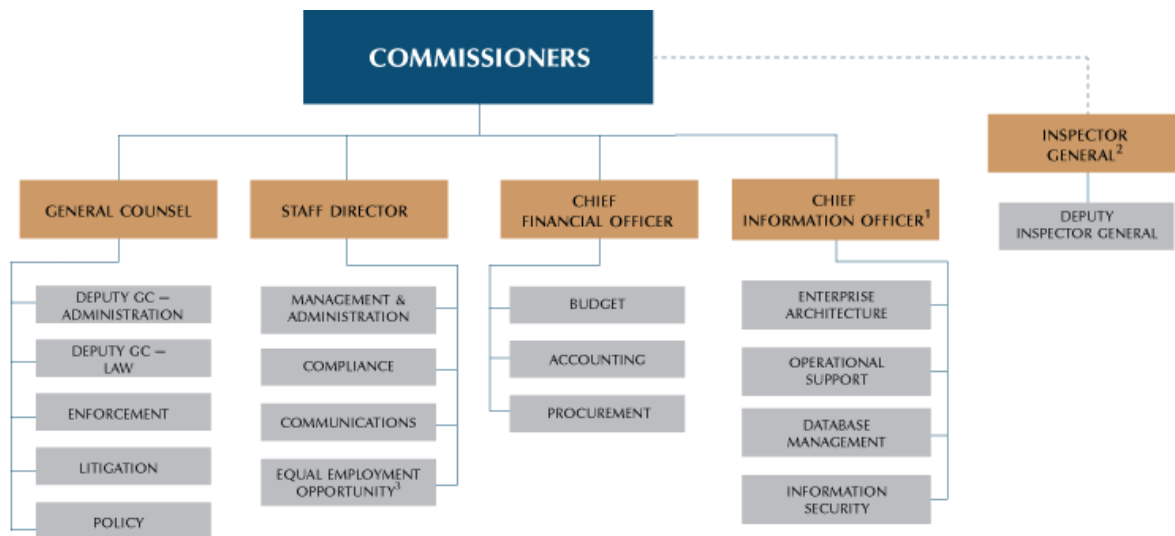 COMMISSIONERS
INSPECTOR
GENERAL²
DEPUTY
INSPECTOR GENERAL
GENERAL COUNSEL
DEPUTY GC –
ADMINISTRATION
DEPUTY GC –
LAW
ENFORCEMENT
LITIGATION
POLICY
STAFF DIRECTOR
MANAGEMENT &
ADMINISTRATION
COMPLIANCE
COMMUNICATIONS
EQUAL EMPLOYMENT
OPPORTUNITY³
CHIEF
FINANCIAL OFFICER
BUDGET
ACCOUNTING
PROCUREMENT
CHIEF
INFORMATION OFFICER¹
ENTERPRISE
ARCHITECTURE
OPERATIONAL
SUPPORT
DATABASE
MANAGEMENT
INFORMATION
SECURITY